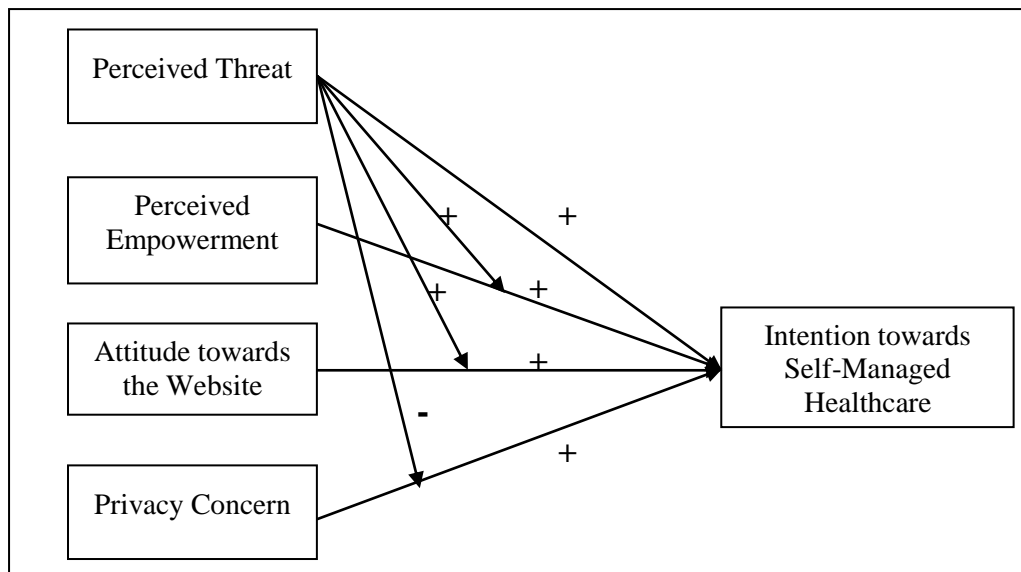 Perceived Threat
Perceived
Empowerment
+
+
+
+
Attitude towards
the Website
+
Intention towards
Self-Managed
Healthcare
-
+
Privacy Concern